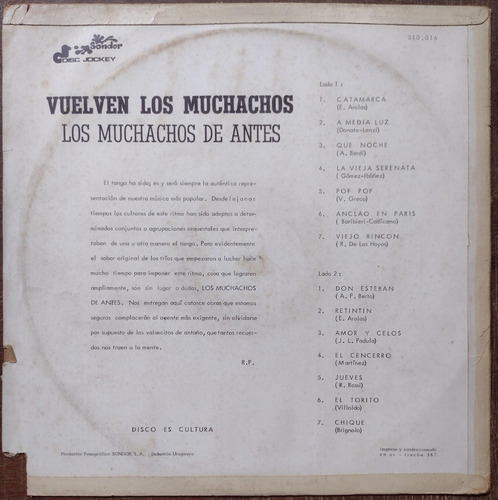 Sondor
DISC JOCKEY
310.016
VUELVEN LOS MUCHACHOS
LOS MUCHACHOS DE ANTES
El tango ha sido, es y será siempre la auténtica repre-
sentación de nuestra música más popular. Desde lejanos
tiempos los cultores de este ritmo han sido adeptos a deter-
minados conjuntos o agrupaciones orquestales que interpre-
taban de una u otra manera el tango. Pero evidentemente
el sabor original de los tríos que empezaron a luchar hace
mucho tiempo para imponer este ritmo, cosa que lograron
ampliamente, son sin lugar a dudas, LOS MUCHACHOS
DE ANTES. Nos entregan aquí catorce obras que estamos
seguros complacerán al oyente más exigente, sin olvidarse
por supuesto de los valsecitos de antaño, que tantos recuer-
dos nos traen a la mente.
R.F.
DISCO ES CULTURA
Productor Fonográfico SONDOR S.A. - Industria Uruguaya
Lado 1 :
1. CATAMARCA
(E. Arolas)
2. A MEDIA LUZ
(Donato-Lenzi)
3. QUE NOCHE
(A. Bardi)
4. LA VIEJA SERENATA
( Gómez-Ibáñez)
5. POF POF
(V. Greco)
6. ANCLAO EN PARIS
( Barbieri-Cadícamo)
7. VIEJO RINCON
(R. De Los Hoyos)
Lado 2 :
1. DON ESTEBAN
(A. P. Berto)
2. RETINTIN
(E. Arolas)
3. AMOR Y CELOS
(J. L. Padula)
4. EL CENCERRO
(Martínez)
5. JUEVES
(R. Rossi)
6. EL TORITO
(Villoldo)
7. CHIQUE
(Brignolo)
impreso y confeccionado